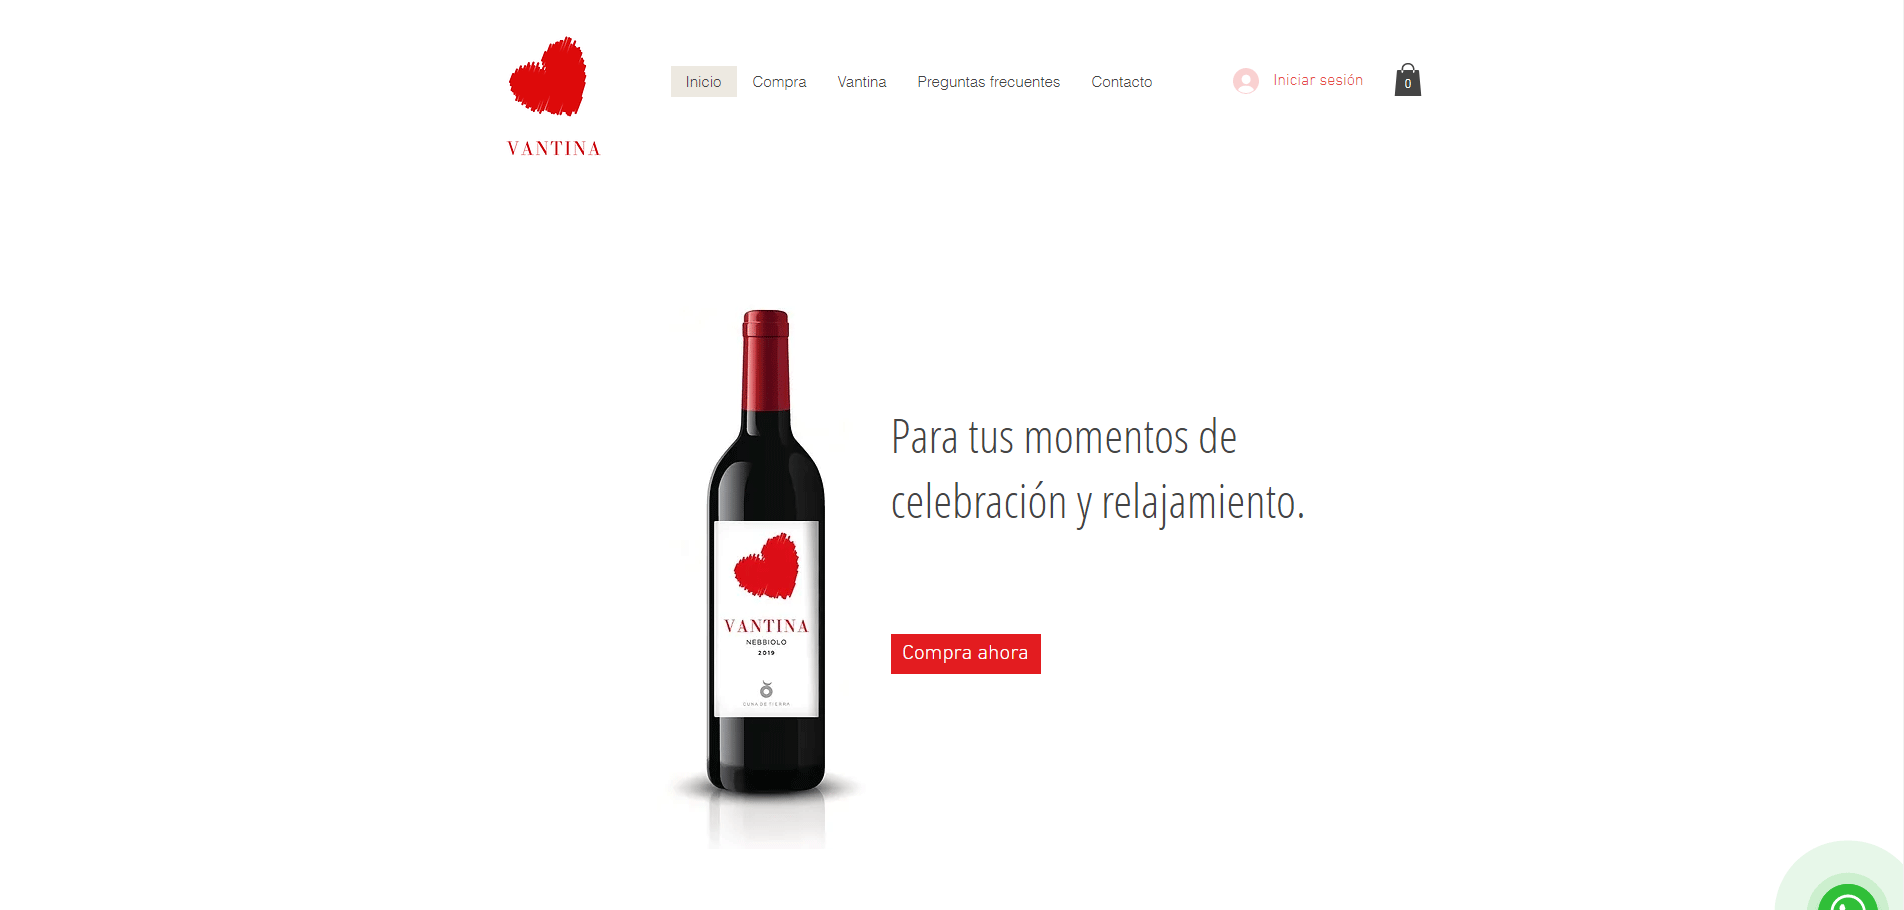 VANTINA
Inicio
Compra
Vantina
Preguntas frecuentes
Contacto
Iniciar sesión
0
Para tus momentos de
celebración y relajamiento.
VANTINA
NEBBIOLO
2019
CUNA DE TIERRA
Compra ahora